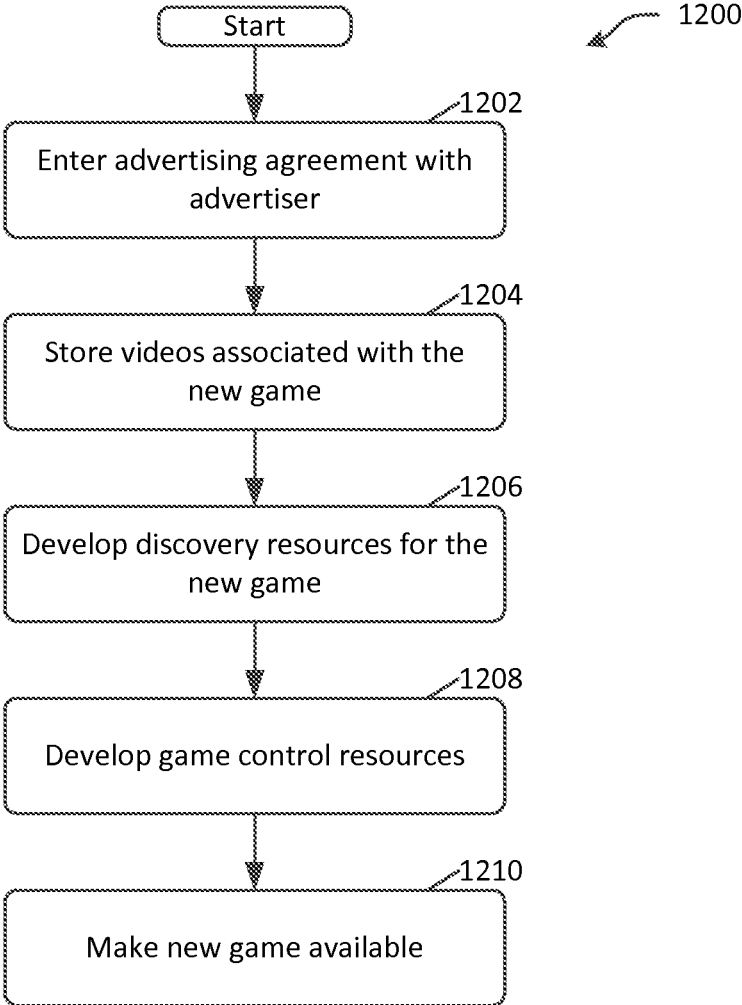 Start
1200
1202
Enter advertising agreement with
advertiser
1204
Store videos associated with the
new game
1206
Develop discovery resources for the
new game
1208
Develop game control resources
1210
Make new game available